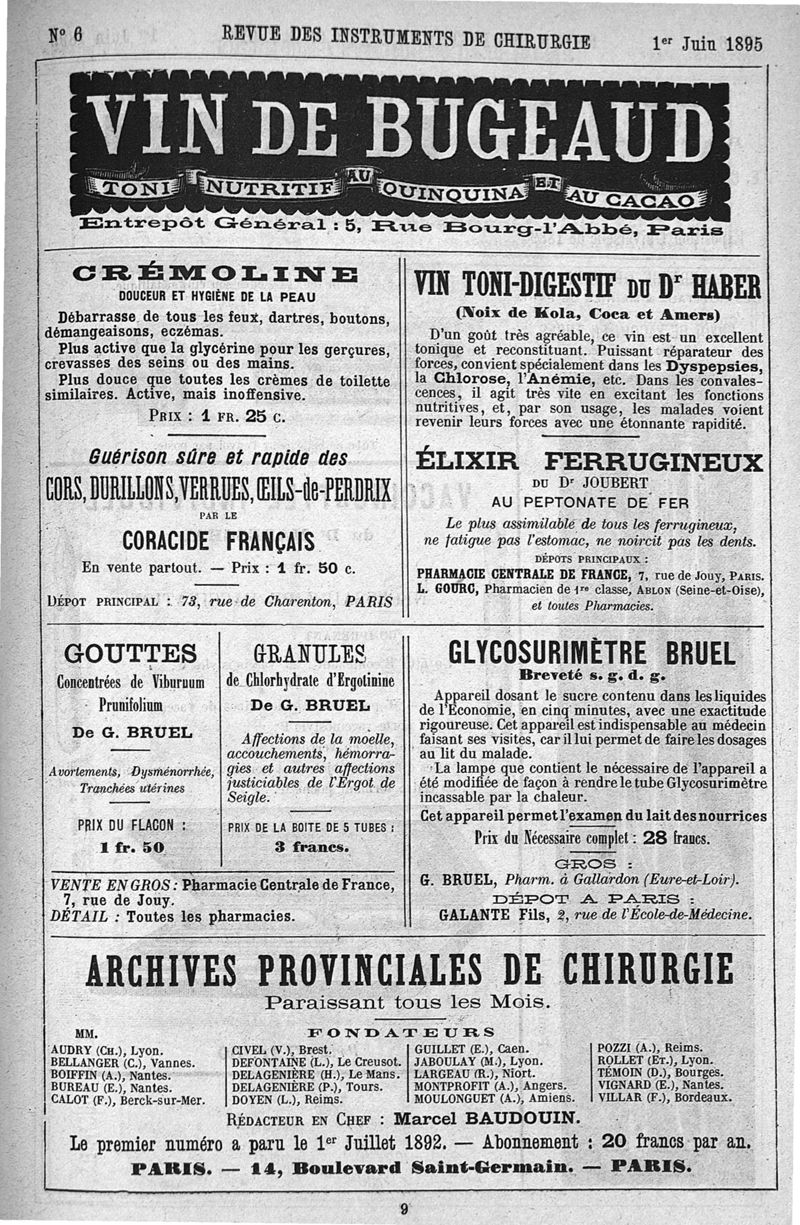 N° 6 REVUE DES INSTRUMENTS DE CHIRURGIE 1er Juin 1895
VIN DE BUGEAUD
TONI NUTRITIF AU QUINQUINA ET AU CACAO
Entrepôt Général : 5, Rue Bourg-l'Abbé, Paris
CRÉMOLINE
DOUCEUR ET HYGIÈNE DE LA PEAU
Débarrasse de tous les feux, dartres, boutons,
démangeaisons, eczémas.
Plus active que la glycérine pour les gerçures,
crevasses des seins ou des mains.
Plus douce que toutes les crèmes de toilette
similaires. Active, mais inoffensive.
PRIX : 1 FR. 25 C.
Guérison sûre et rapide des
CORS, DURILLONS, VERRUES, ŒILS-de-PERDRIX
PAR LE
CORACIDE FRANÇAIS
En vente partout. — Prix : 1 fr. 50 c.
DÉPOT PRINCIPAL : 73, rue de Charenton, PARIS
VIN TONI-DIGESTIF DU Dr HABER
(Noix de Kola, Coca et Amers)
D'un goût très agréable, ce vin est un excellent
tonique et reconstituant. Puissant réparateur des
forces, convient spécialement dans les Dyspepsies,
la Chlorose, l'Anémie, etc. Dans les convales-
cences, il agit très vite en excitant les fonctions
nutritives, et, par son usage, les malades voient
revenir leurs forces avec une étonnante rapidité.
ÉLIXIR FERRUGINEUX
DU Dr JOUBERT
AU PEPTONATE DE FER
Le plus assimilable de tous les ferrugineux,
ne fatigue pas l'estomac, ne noircit pas les dents.
DÉPOTS PRINCIPAUX :
PHARMACIE CENTRALE DE FRANCE, 7, rue de Jouy, PARIS.
L. GOURC, Pharmacien de 1re classe, ABLON (Seine-et-Oise),
et toutes Pharmacies.
GOUTTES
Concentrées de Viburnum
Prunifolium
De G. BRUEL
Avortements, Dysménorrhée,
Tranchées utérines
PRIX DU FLACON :
1 fr. 50
GRANULES
de Chlorhydrate d'Ergotinine
De G. BRUEL
Affections de la moelle,
accouchements, hémorra-
gies et autres affections
justiciables de l'Ergot de
Seigle.
PRIX DE LA BOITE DE 5 TUBES :
3 francs.
VENTE EN GROS : Pharmacie Centrale de France,
7, rue de Jouy.
DÉTAIL : Toutes les pharmacies.
GLYCOSURIMÈTRE BRUEL
Breveté s. g. d. g.
Appareil dosant le sucre contenu dans les liquides
de l'Économie, en cinq minutes, avec une exactitude
rigoureuse. Cet appareil est indispensable au médecin
faisant ses visites, car il lui permet de faire les dosages
au lit du malade.
La lampe que contient le nécessaire de l'appareil a
été modifiée de façon à rendre le tube Glycosurimètre
incassable par la chaleur.
Cet appareil permet l'examen du lait des nourrices
Prix du Nécessaire complet : 28 francs.
GROS :
G. BRUEL, Pharm. à Gallardon (Eure-et-Loir).
DÉPOT A PARIS :
GALANTE Fils, 2, rue de l'École-de-Médecine.
ARCHIVES PROVINCIALES DE CHIRURGIE
Paraissant tous les Mois.
MM. FONDATEURS
AUDRY (CH.), Lyon.
BELLANGER (C.), Vannes.
BOIFFIN (A.), Nantes.
BUREAU (E.), Nantes.
CALOT (F.), Berck-sur-Mer.
CIVEL (V.), Brest.
DEFONTAINE (L.), Le Creusot.
DELAGENIÈRE (H.), Le Mans.
DELAGENIÈRE (P.), Tours.
DOYEN (L.), Reims.
GUILLET (E.), Caen.
JABOULAY (M.), Lyon.
LARGEAU (R.), Niort.
MONTPROFIT (A.), Angers.
MOULONGUET (A.), Amiens.
POZZI (A.), Reims.
ROLLET (ET.), Lyon.
TÉMOIN (D.), Bourges.
VIGNARD (E.), Nantes.
VILLAR (F.), Bordeaux.
RÉDACTEUR EN CHEF : Marcel BAUDOUIN.
Le premier numéro a paru le 1er Juillet 1892. — Abonnement : 20 francs par an.
PARIS. — 14, Boulevard Saint-Germain. — PARIS.
9